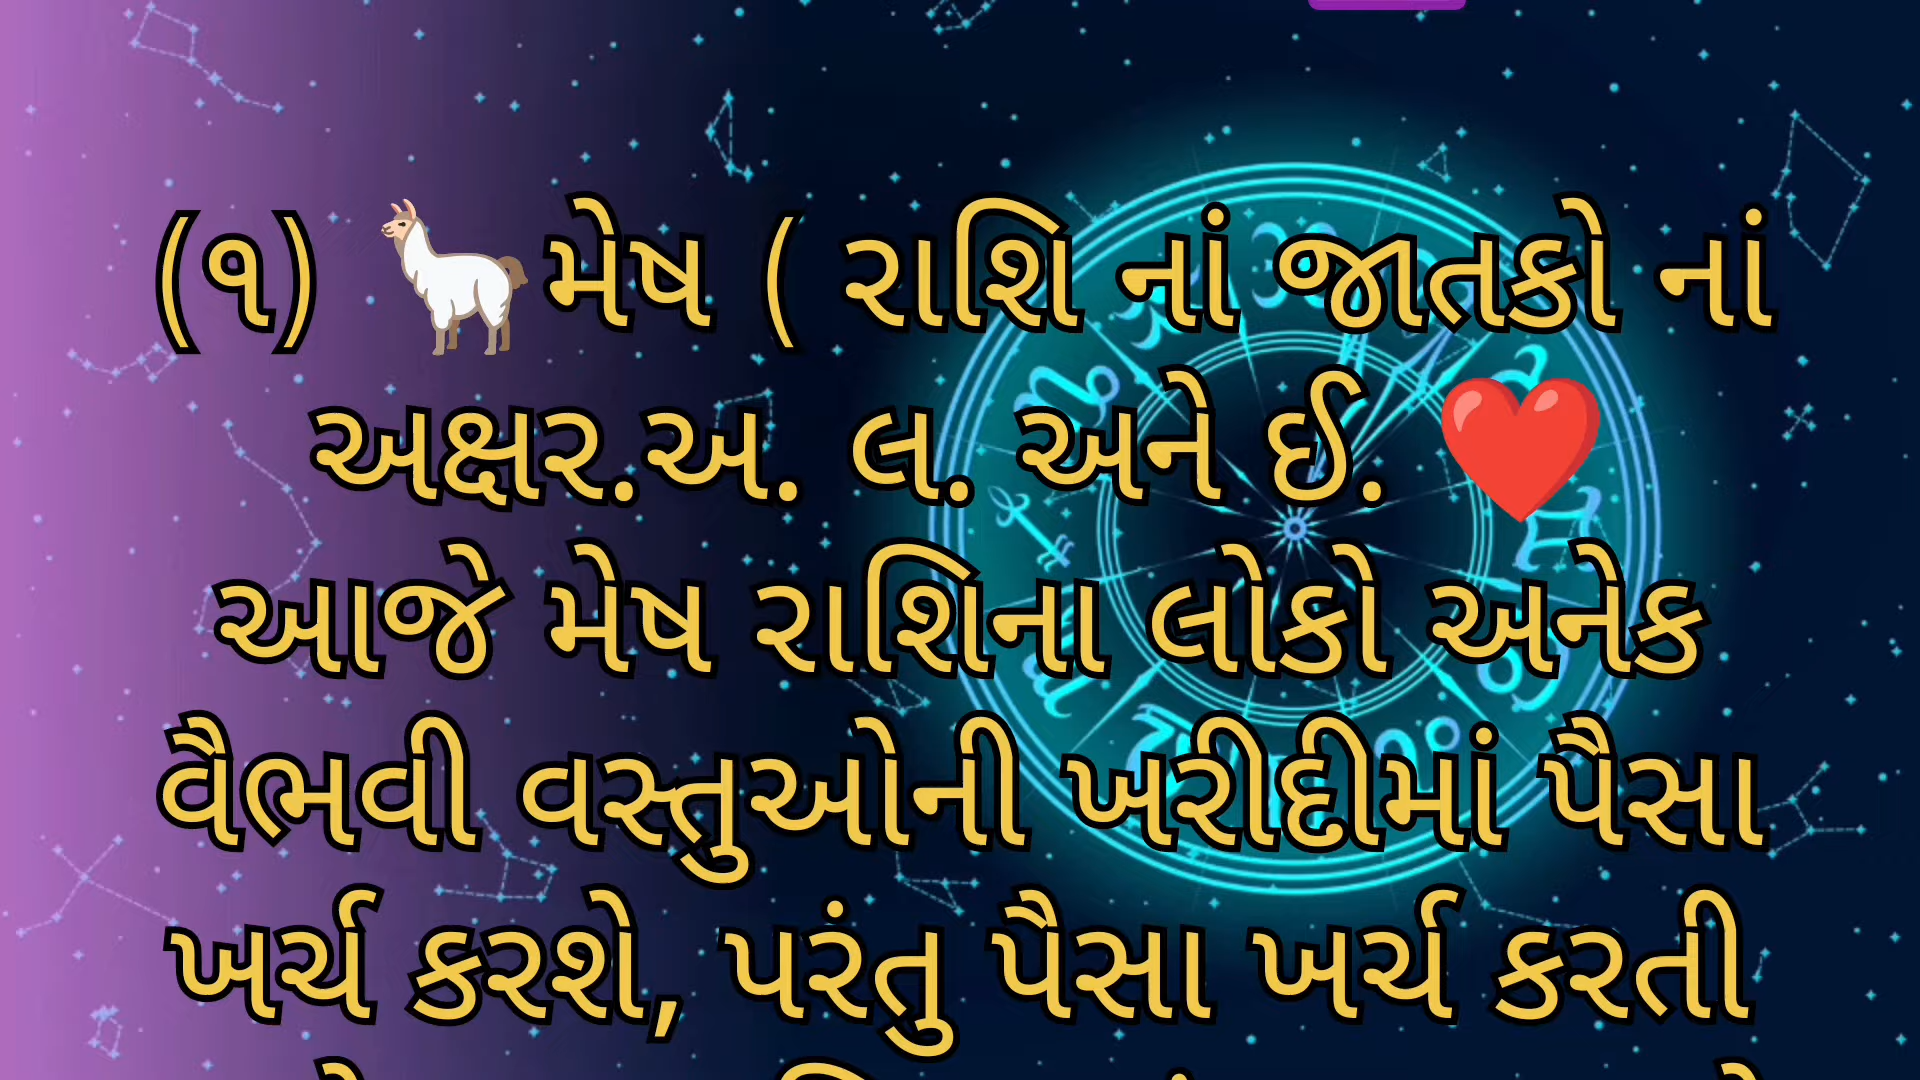 (૧) 🦙મેષ ( રાશિ નાં જાતકો નાં
અક્ષર.અ. લ. અને ઈ. ❤️
આજે મેષ રાશિના લોકો અનેક
વૈભવી વસ્તુઓની ખરીદીમાં પૈસા
ખર્ચ કરશે, પરંતુ પૈસા ખર્ચ કરતી